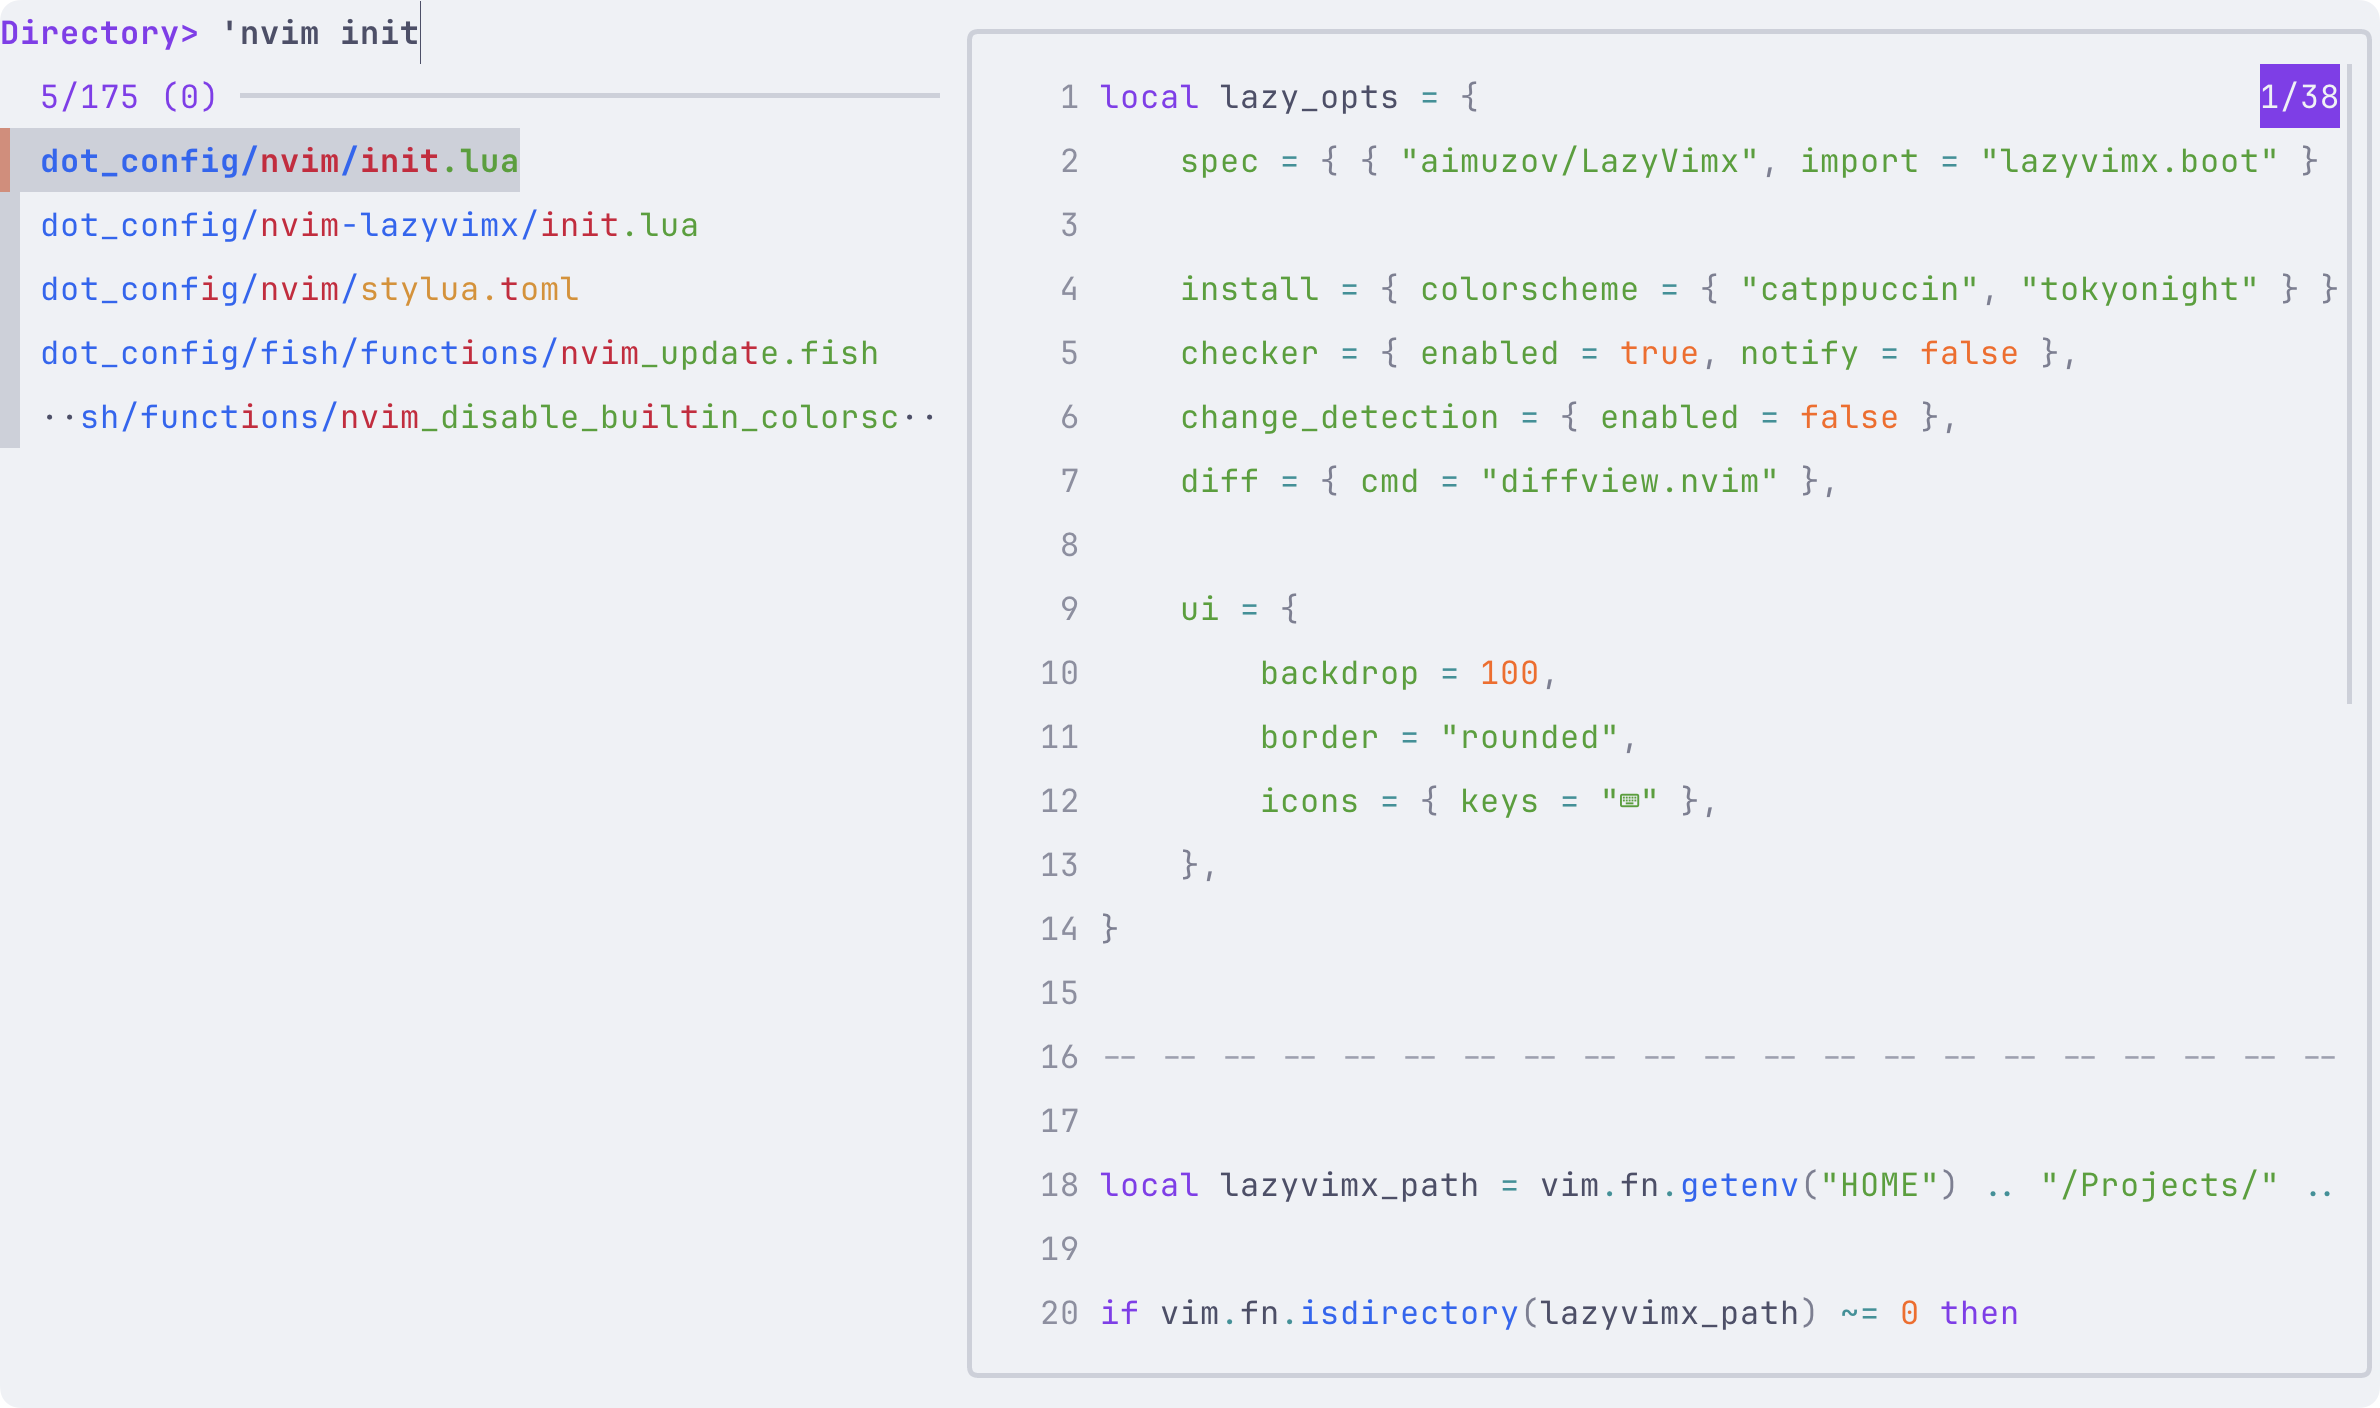 Directory> 'nvim init
5/175 (0)
dot_config/nvim/init.lua
dot_config/nvim-lazyvimx/init.lua
dot_config/nvim/stylua.toml
dot_config/fish/functions/nvim_update.fish
··sh/functions/nvim_disable_builtin_colorsc··
1/38
1 local lazy_opts = {
2     spec = { { "aimuzov/LazyVimx", import = "lazyvimx.boot" }
3
4     install = { colorscheme = { "catppuccin", "tokyonight" } }
5     checker = { enabled = true, notify = false },
6     change_detection = { enabled = false },
7     diff = { cmd = "diffview.nvim" },
8
9     ui = {
10         backdrop = 100,
11         border = "rounded",
12         icons = { keys = "⌨" },
13     },
14 }
15
16 -- -- -- -- -- -- -- -- -- -- -- -- -- -- -- -- -- -- -- -- --
17
18 local lazyvimx_path = vim.fn.getenv("HOME") .. "/Projects/" ..
19
20 if vim.fn.isdirectory(lazyvimx_path) ~= 0 then